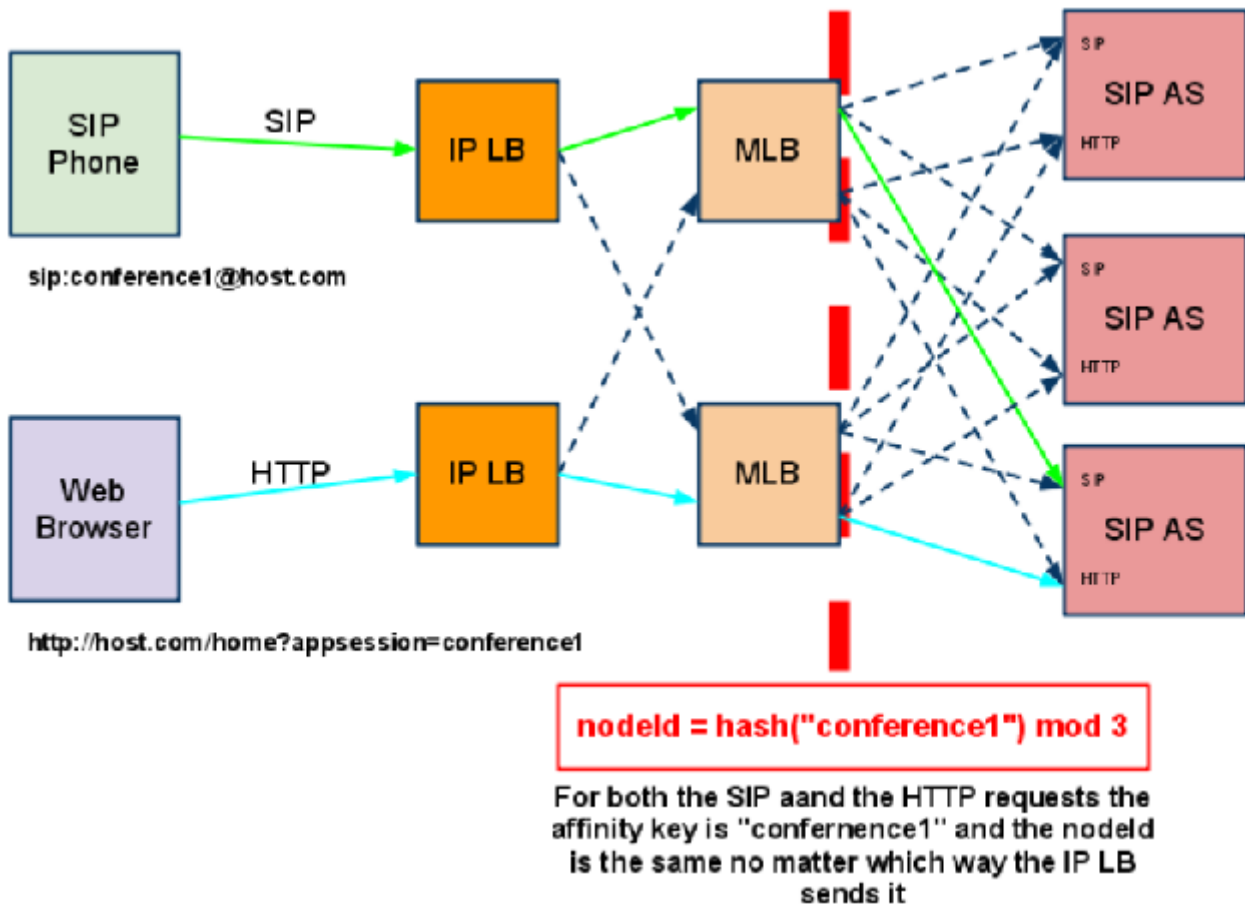 SIP
Phone
SIP
IP LB
MLB
SIP
SIP AS
HTTP
sip:conference1@host.com
SIP
SIP AS
HTTP
Web
Browser
HTTP
IP LB
MLB
SIP
SIP AS
HTTP
http://host.com/home?appsession=conference1
nodeId = hash("conference1") mod 3
For both the SIP aand the HTTP requests the
affinity key is "confernence1" and the nodeId
is the same no matter which way the IP LB
sends it